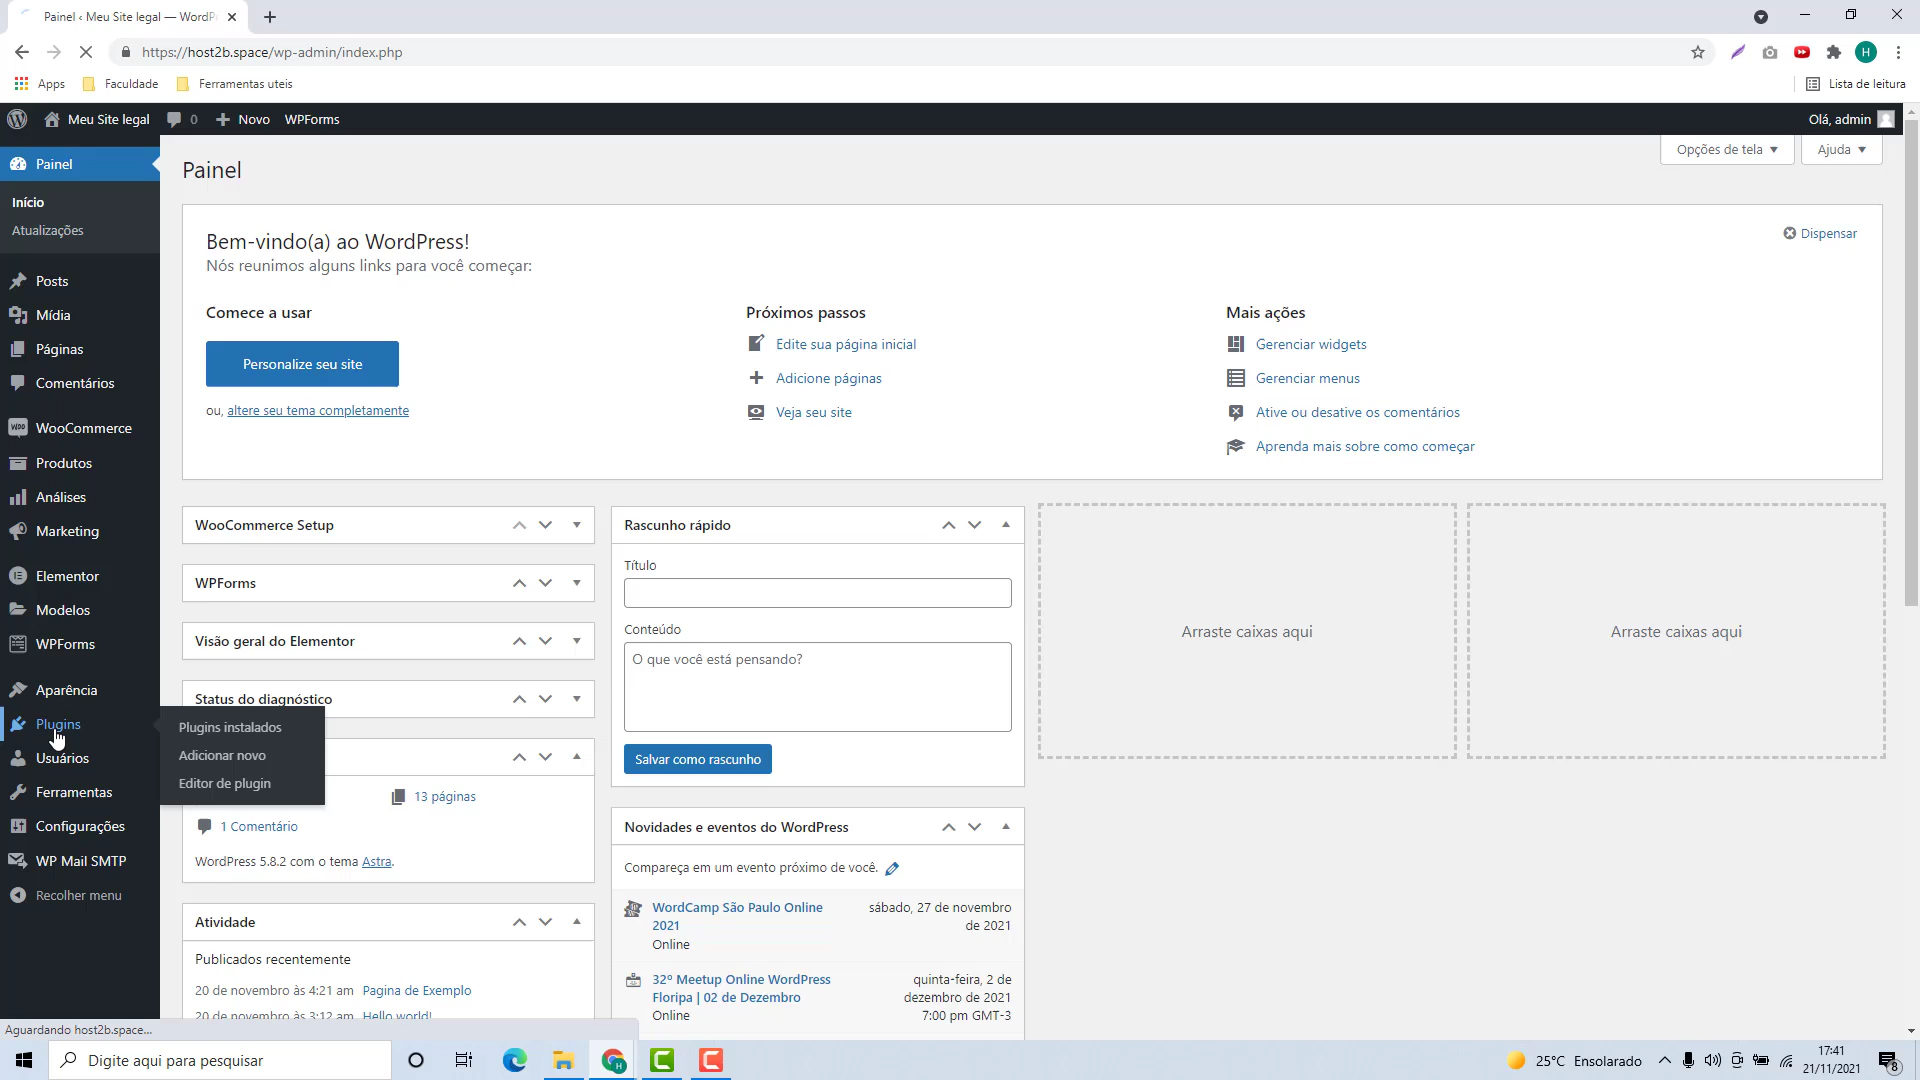 Painel ‹ Meu Site legal — WordP
https://host2b.space/wp-admin/index.php
H
Apps
Faculdade
Ferramentas uteis
Lista de leitura
Meu Site legal
0
Novo
WPForms
Olá, admin
Painel
Início
Atualizações
Posts
Mídia
Páginas
Comentários
WooCommerce
Produtos
Análises
Marketing
Elementor
Modelos
WPForms
Aparência
Plugins
Usuários
Ferramentas
Configurações
WP Mail SMTP
Recolher menu
Plugins instalados
Adicionar novo
Editor de plugin
Painel
Opções de tela
Ajuda
Bem-vindo(a) ao WordPress!
Nós reunimos alguns links para você começar:
Dispensar
Comece a usar
Personalize seu site
ou, altere seu tema completamente
Próximos passos
Edite sua página inicial
Adicione páginas
Veja seu site
Mais ações
Gerenciar widgets
Gerenciar menus
Ative ou desative os comentários
Aprenda mais sobre como começar
WooCommerce Setup
WPForms
Visão geral do Elementor
Status do diagnóstico
13 páginas
1 Comentário
WordPress 5.8.2 com o tema Astra.
Atividade
Publicados recentemente
20 de novembro às 4:21 am Pagina de Exemplo
20 de novembro às 3:12 am Hello world!
Rascunho rápido
Título
Conteúdo
O que você está pensando?
Salvar como rascunho
Novidades e eventos do WordPress
Compareça em um evento próximo de você.
WordCamp São Paulo Online
2021
Online
sábado, 27 de novembro
de 2021
32º Meetup Online WordPress
Floripa | 02 de Dezembro
Online
quinta-feira, 2 de
dezembro de 2021
7:00 pm GMT-3
Arraste caixas aqui
Arraste caixas aqui
Aguardando host2b.space...
Digite aqui para pesquisar
25°C Ensolarado
17:41
21/11/2021
8